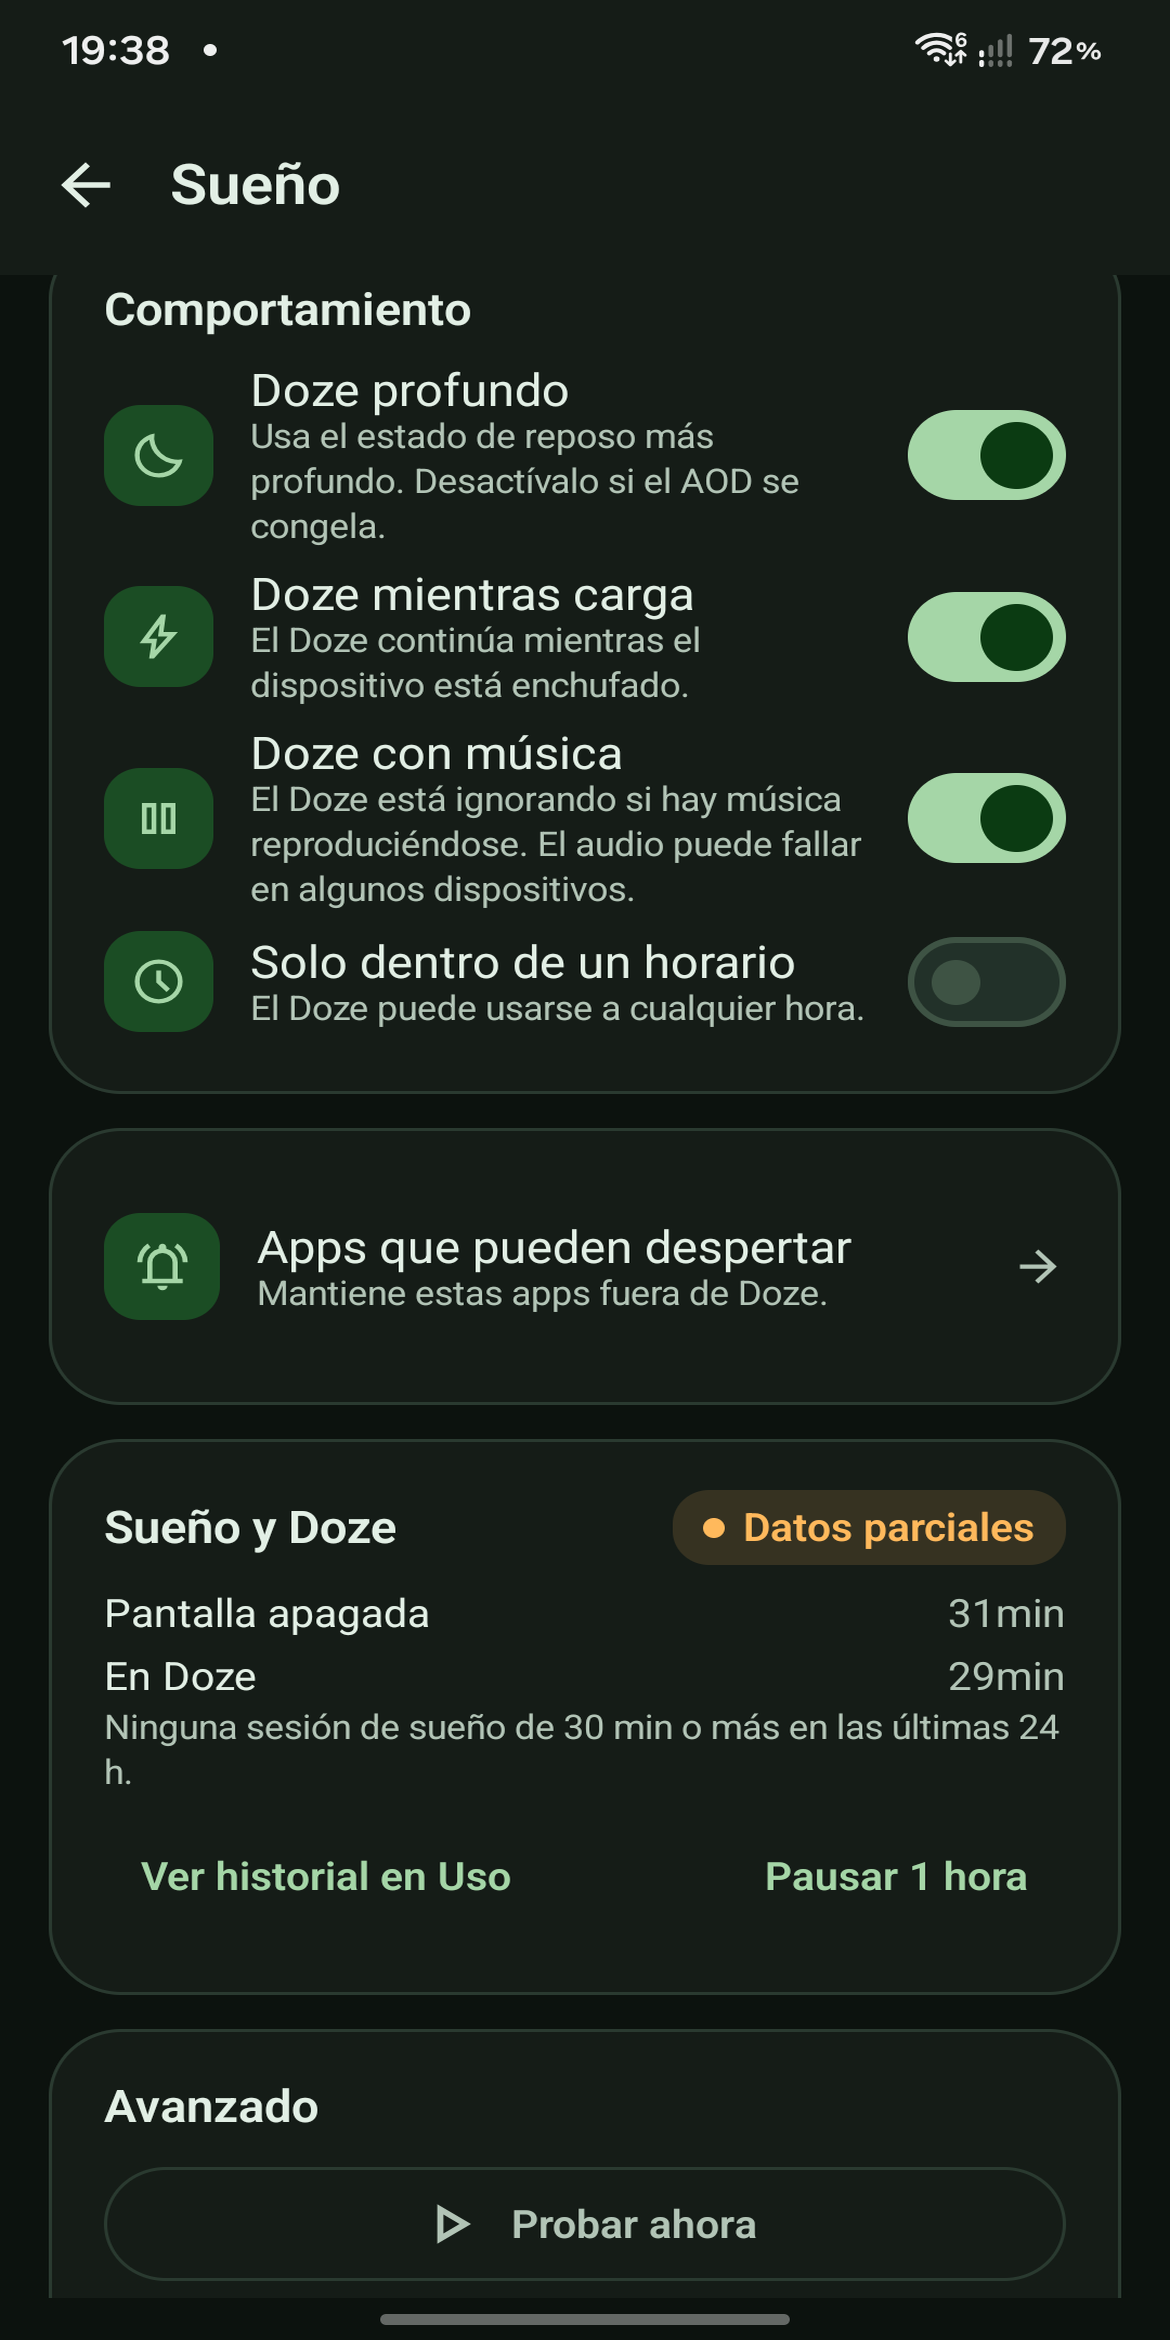 19:38
6
72%
Sueño
Comportamiento
Doze profundo
Usa el estado de reposo más
profundo. Desactívalo si el AOD se
congela.
Doze mientras carga
El Doze continúa mientras el
dispositivo está enchufado.
Doze con música
El Doze está ignorando si hay música
reproduciéndose. El audio puede fallar
en algunos dispositivos.
Solo dentro de un horario
El Doze puede usarse a cualquier hora.
Apps que pueden despertar
Mantiene estas apps fuera de Doze.
Sueño y Doze
Datos parciales
Pantalla apagada
31min
En Doze
29min
Ninguna sesión de sueño de 30 min o más en las últimas 24
h.
Ver historial en Uso
Pausar 1 hora
Avanzado
Probar ahora